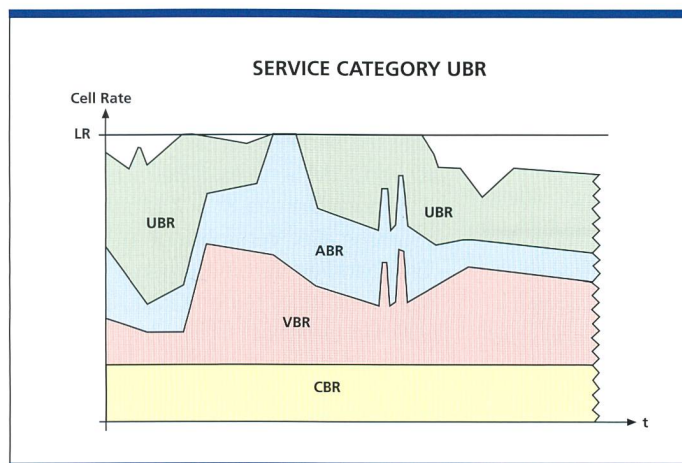 SERVICE CATEGORY UBR
Cell Rate
LR
UBR
UBR
ABR
VBR
CBR
t